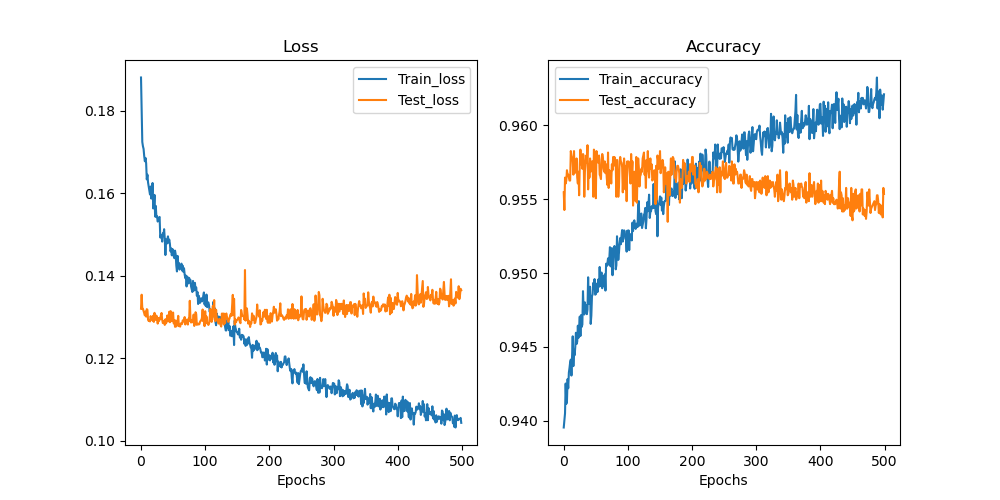 Loss
Train_loss
Test_loss
0.18
0.16
0.14
0.12
0.10
0 100 200 300 400 500
Epochs
Accuracy
Train_accuracy
Test_accuracy
0.960
0.955
0.950
0.945
0.940
0 100 200 300 400 500
Epochs